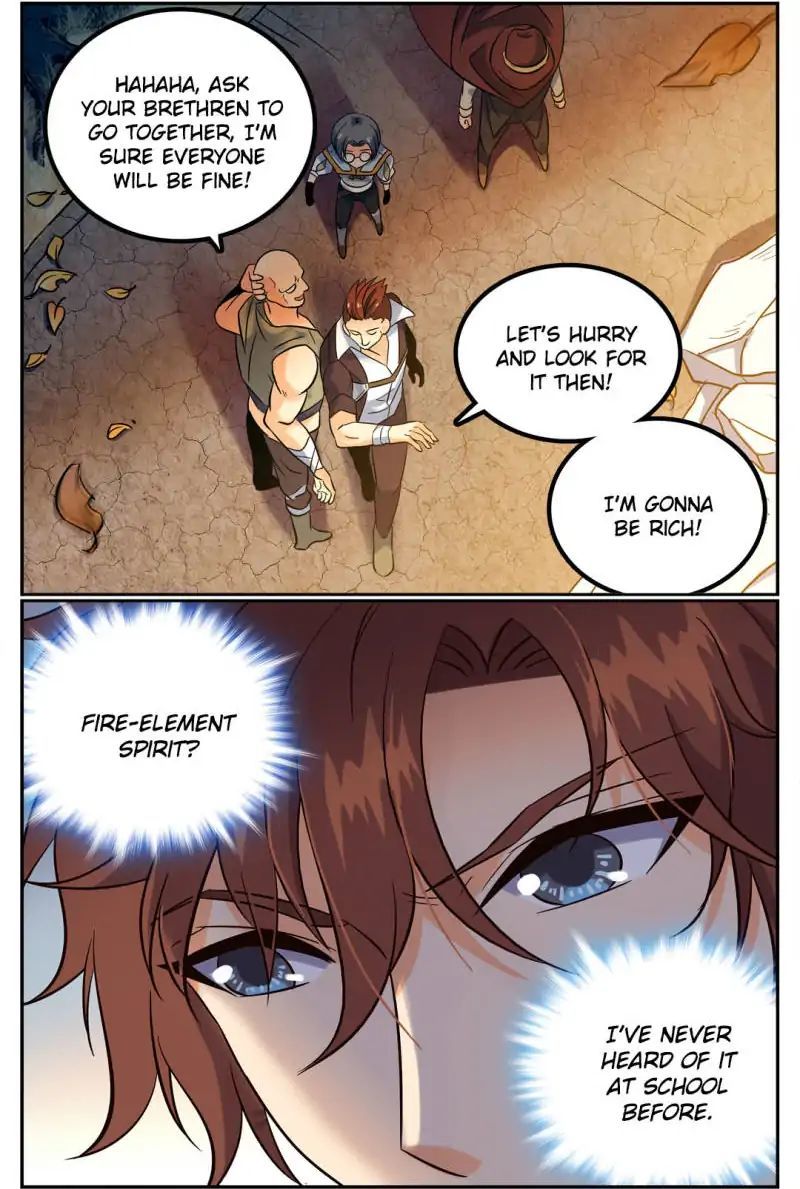 HAHAHA, ASK
YOUR BRETHREN TO
GO TOGETHER, I'M
SURE EVERYONE
WILL BE FINE!
LET'S HURRY
AND LOOK FOR
IT THEN!
I'M GONNA
BE RICH!
FIRE-ELEMENT
SPIRIT?
I'VE NEVER
HEARD OF IT
AT SCHOOL
BEFORE.